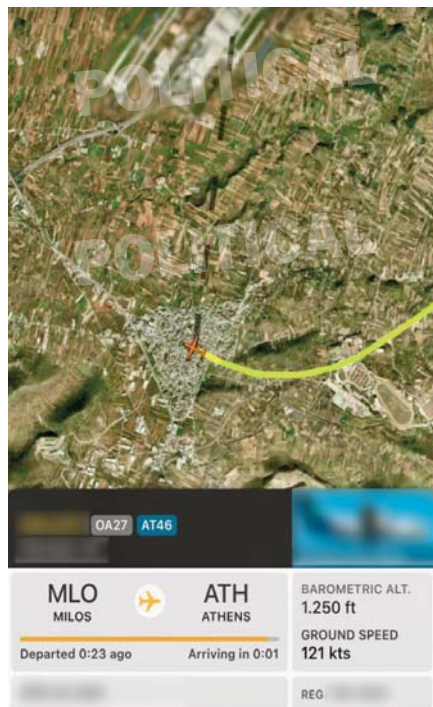 POLITICAL
POLITICAL
OA27 AT46
MLO ATH
MILOS ATHENS
Departed 0:23 ago Arriving in 0:01
BAROMETRIC ALT.
1.250 ft
GROUND SPEED
121 kts
REG